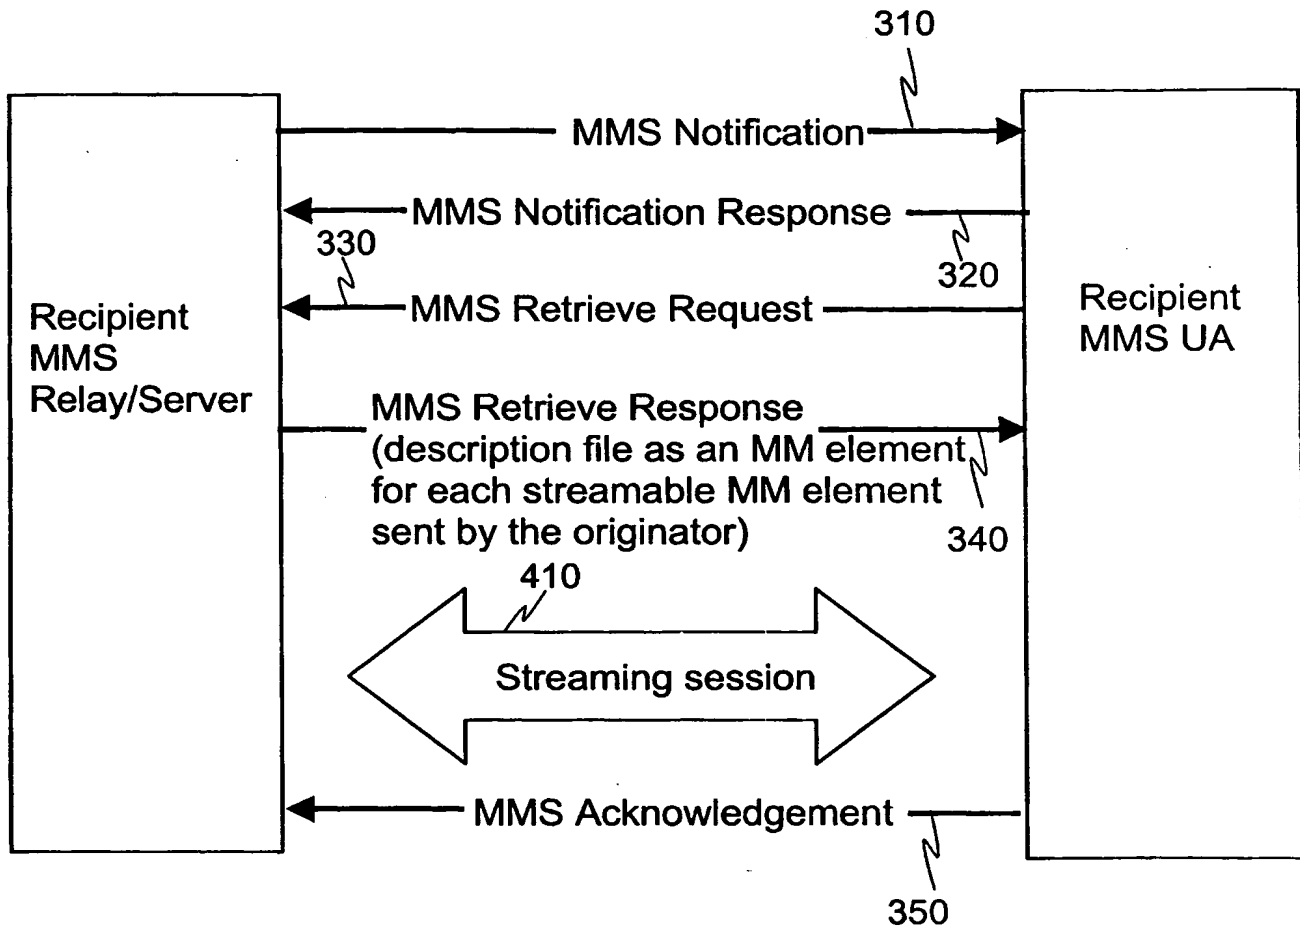 310
MMS Notification
MMS Notification Response
330
320
MMS Retrieve Request
Recipient
MMS
Relay/Server
Recipient
MMS UA
MMS Retrieve Response
(description file as an MM element
for each streamable MM element
sent by the originator)
340
410
Streaming session
MMS Acknowledgement
350